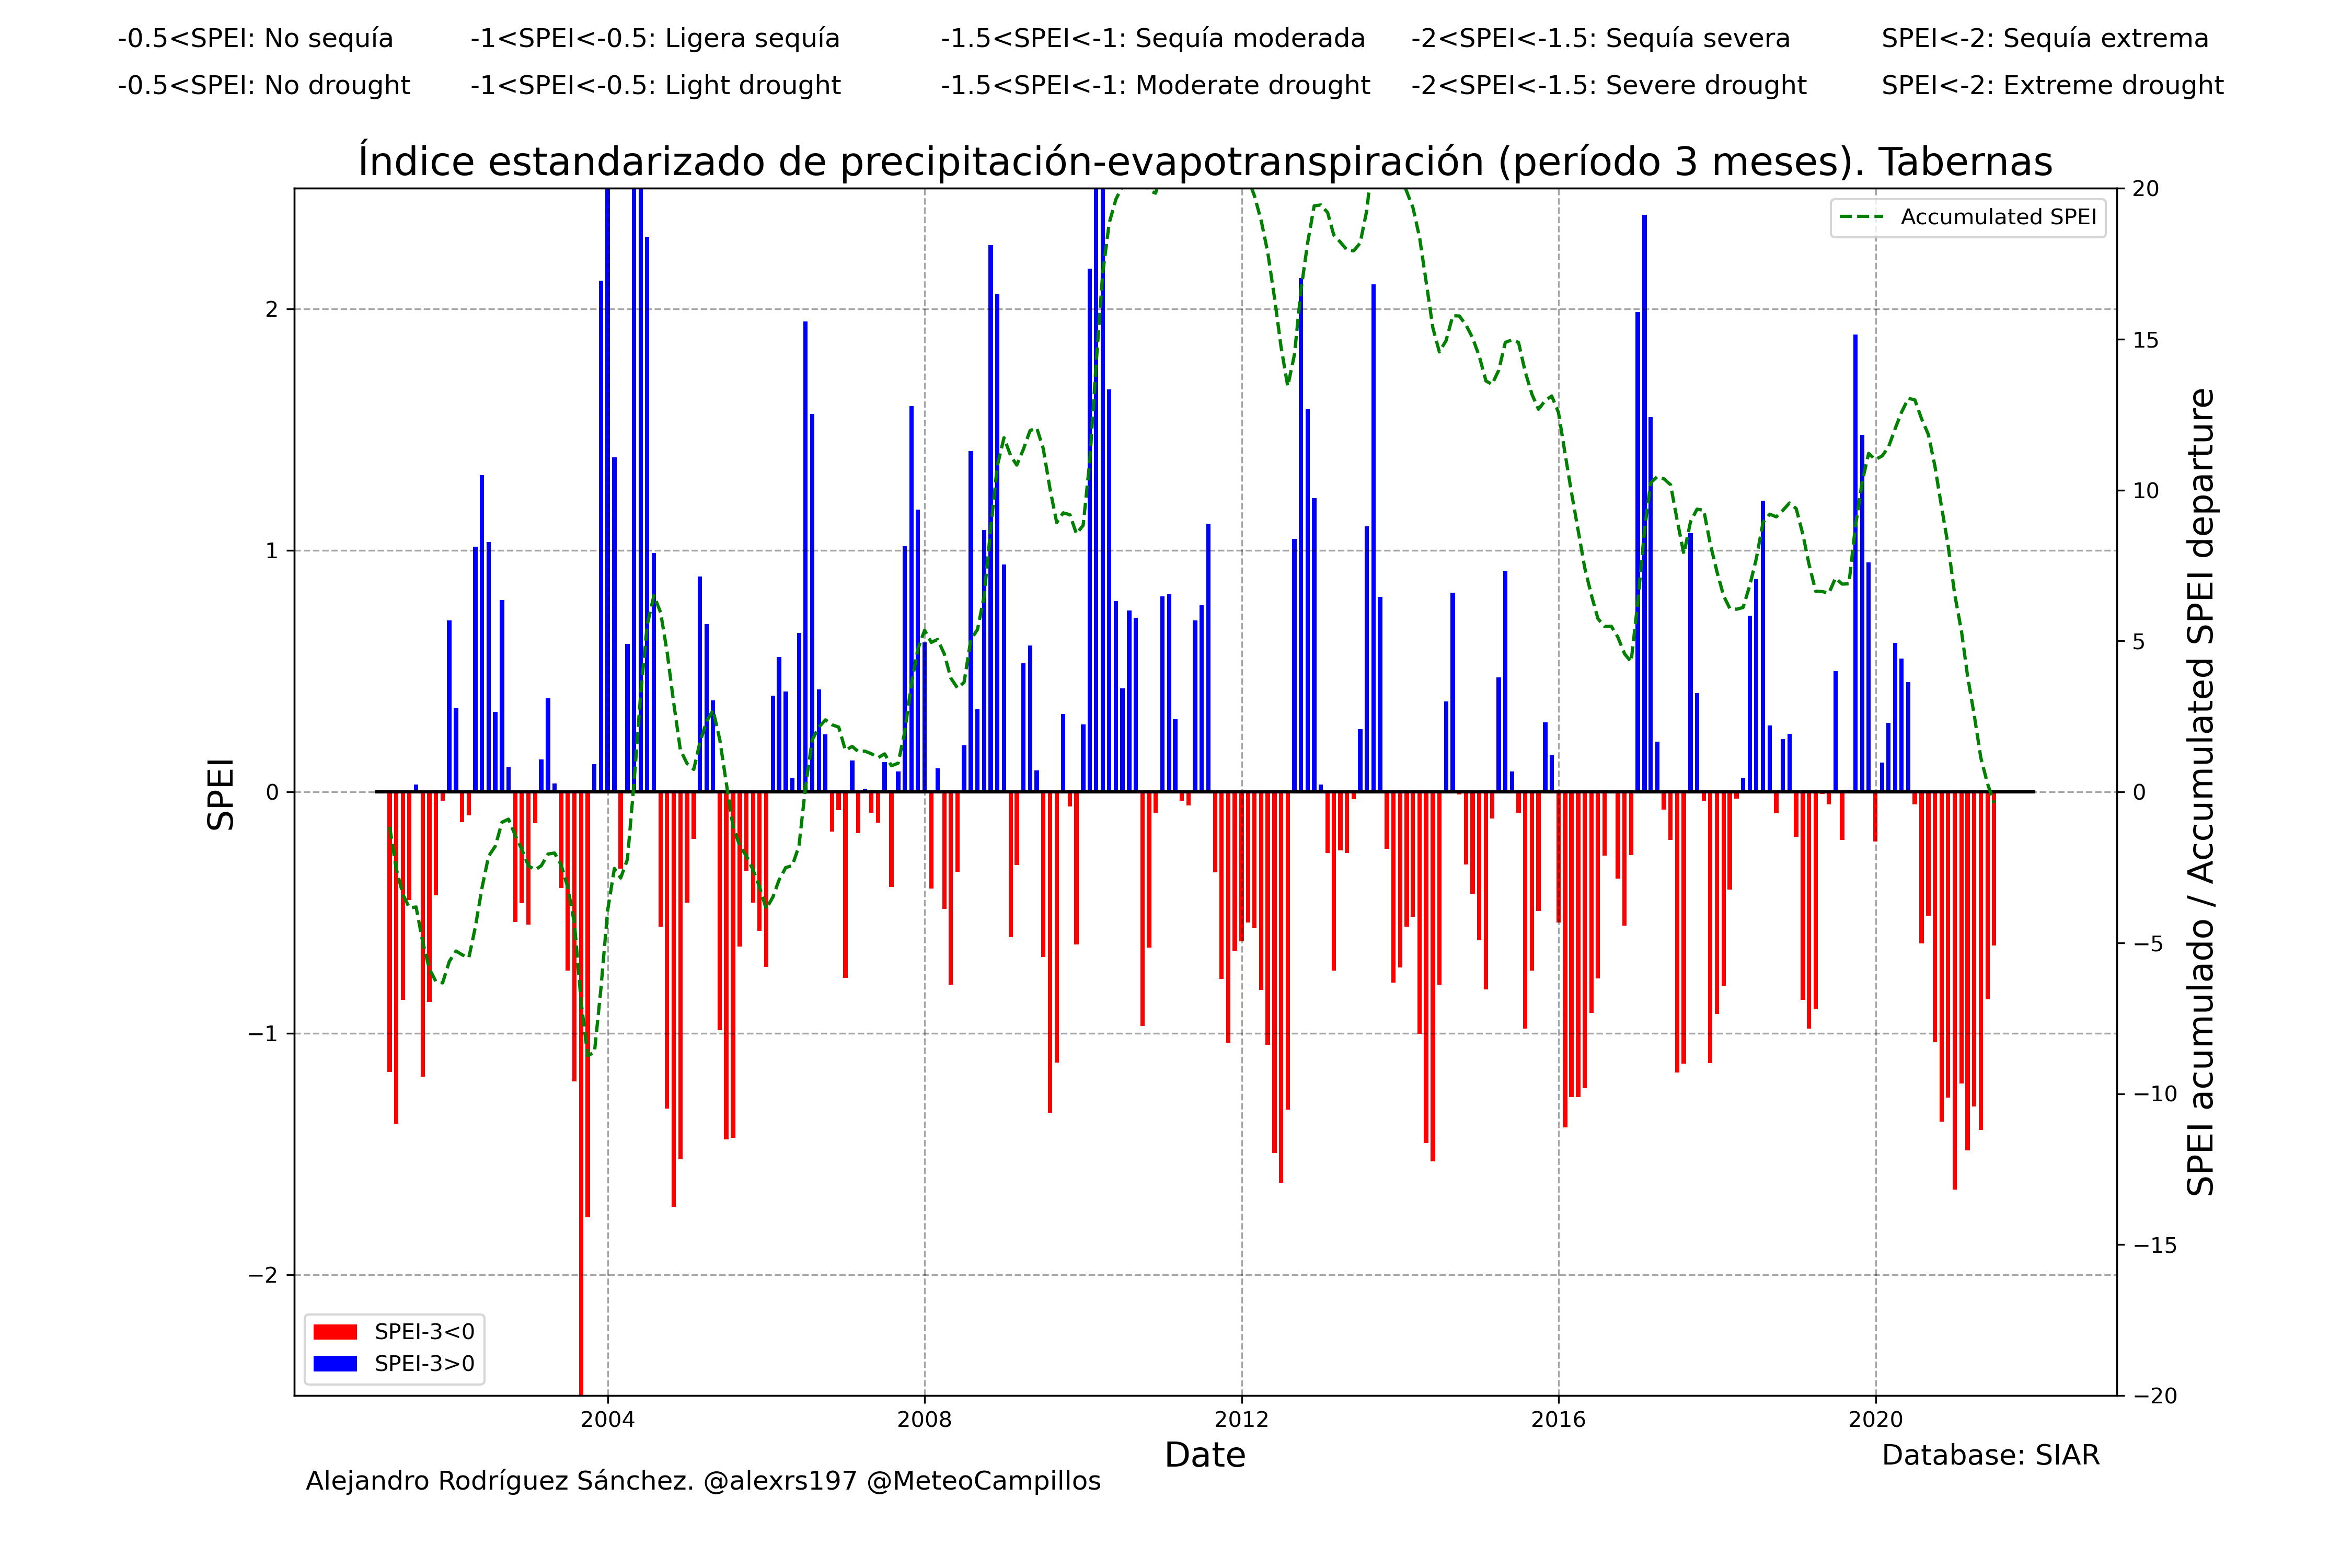 -0.5<SPEI: No sequía -1<SPEI<-0.5: Ligera sequía -1.5<SPEI<-1: Sequía moderada -2<SPEI<-1.5: Sequía severa SPEI<-2: Sequía extrema
-0.5<SPEI: No drought -1<SPEI<-0.5: Light drought -1.5<SPEI<-1: Moderate drought -2<SPEI<-1.5: Severe drought SPEI<-2: Extreme drought
Índice estandarizado de precipitación-evapotranspiración (período 3 meses). Tabernas
Accumulated SPEI
SPEI
2
1
0
−1
−2
20
15
10
5
0
−5
−10
−15
−20
SPEI acumulado / Accumulated SPEI departure
SPEI-3<0
SPEI-3>0
2004 2008 2012 2016 2020
Date
Database: SIAR
Alejandro Rodríguez Sánchez. @alexrs197 @MeteoCampillos